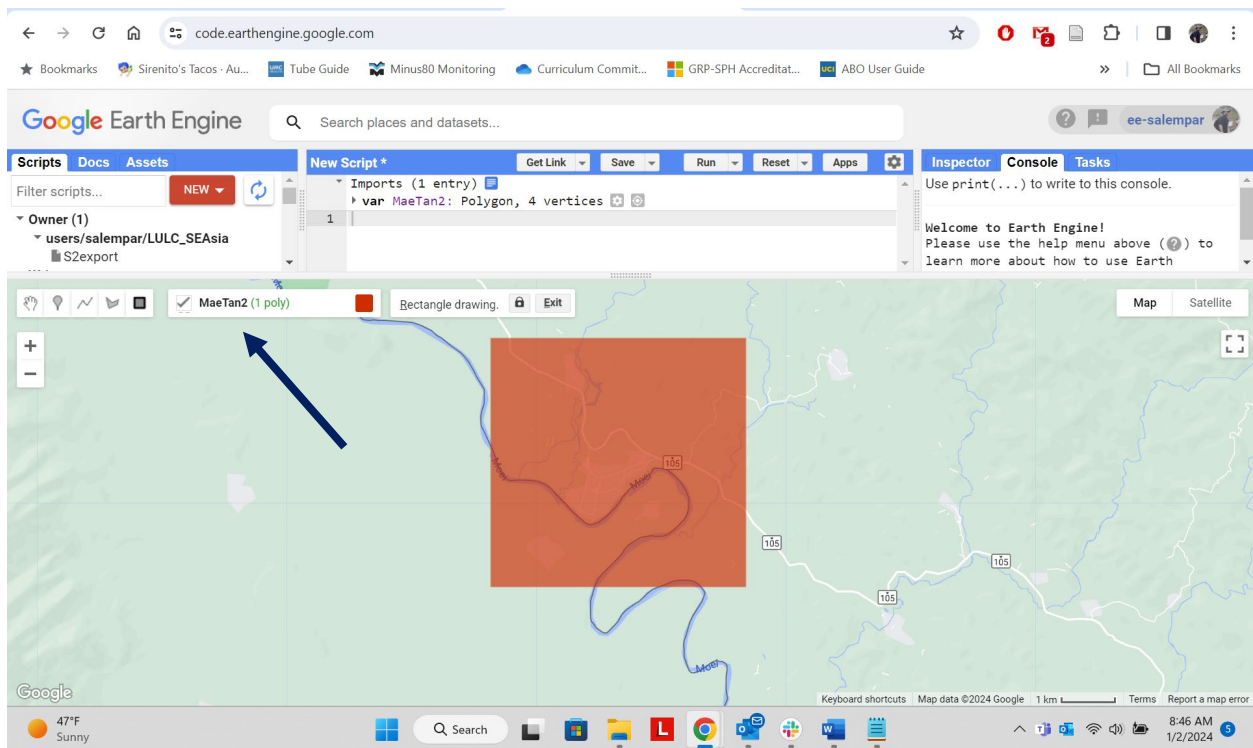 code.earthengine.google.com
2
Bookmarks Sirenito's Tacos · Au... Tube Guide Minus80 Monitoring Curriculum Commit... GRP-SPH Accreditat... UCI ABO User Guide » All Bookmarks
Google Earth Engine Search places and datasets... ee-salempar
Scripts Docs Assets New Script * Get Link Save Run Reset Apps Inspector Console Tasks
Filter scripts... NEW
Imports (1 entry)
var MaeTan2: Polygon, 4 vertices
1
Owner (1)
users/salempar/LULC_SEAsia
S2export
Use print(...) to write to this console.
Welcome to Earth Engine!
Please use the help menu above (?) to
learn more about how to use Earth
MaeTan2 (1 poly) Rectangle drawing. Exit Map Satellite
+
−
105
Moei
Moei
105
105
105
Moei
Google
Keyboard shortcuts Map data ©2024 Google 1 km Terms Report a map error
47°F
Sunny
Search
8:46 AM
1/2/2024
5